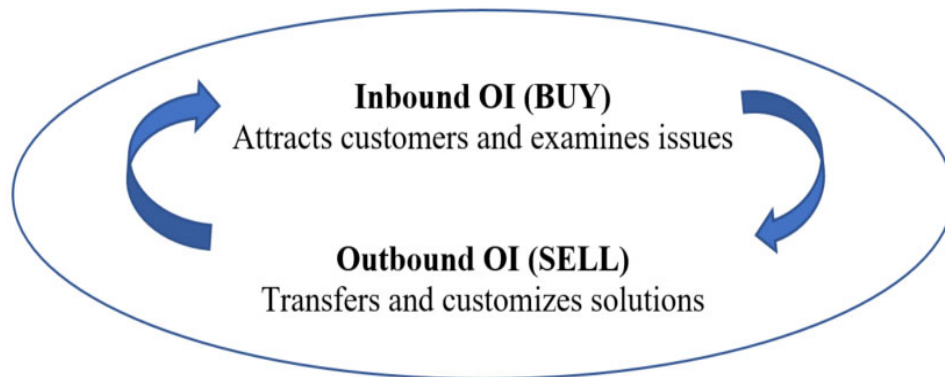 Inbound OI (BUY)
Attracts customers and examines issues
Outbound OI (SELL)
Transfers and customizes solutions